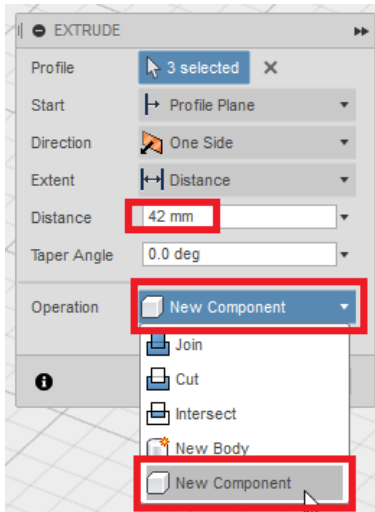 EXTRUDE
Profile 3 selected
Start Profile Plane
Direction One Side
Extent Distance
Distance 42 mm
Taper Angle 0.0 deg
Operation New Component
Join
Cut
Intersect
New Body
New Component